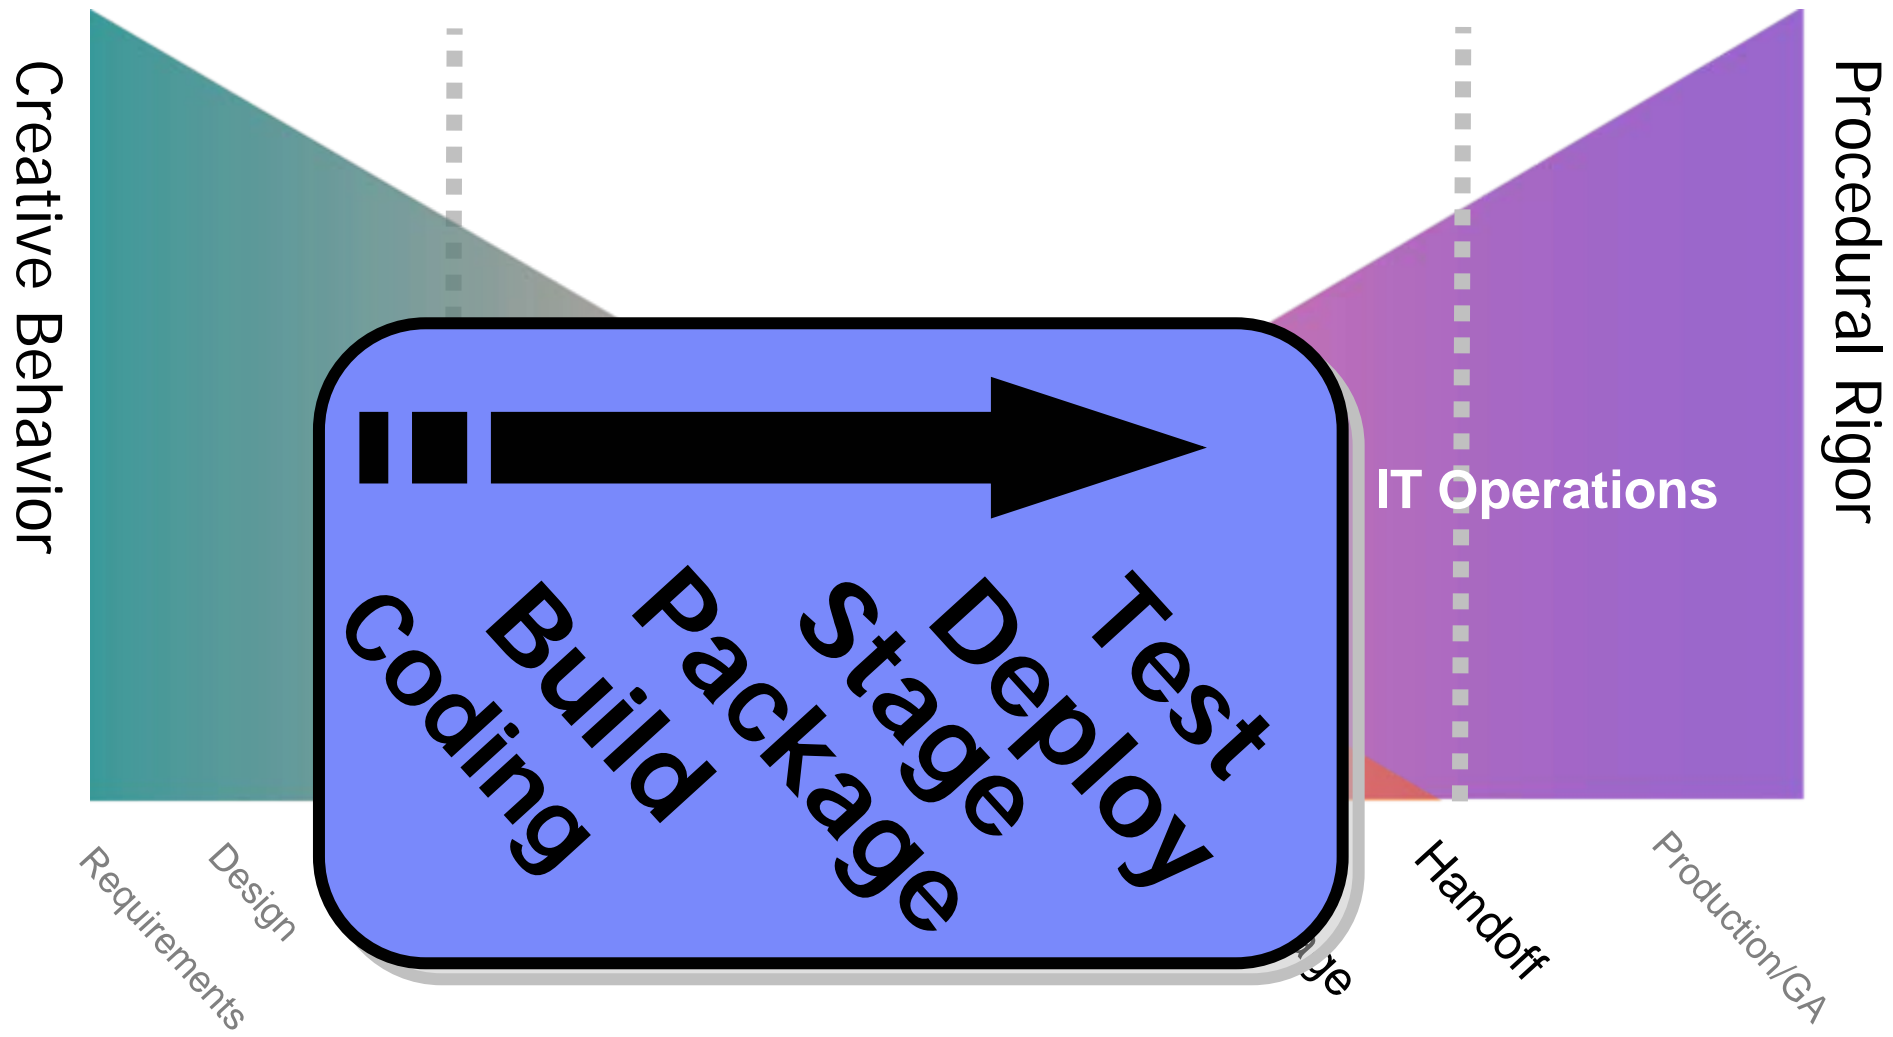 Creative Behavior
Procedural Rigor
IT Operations
Coding
Build
Package
Stage
Deploy
Test
Requirements
Design
Handoff
Production/GA